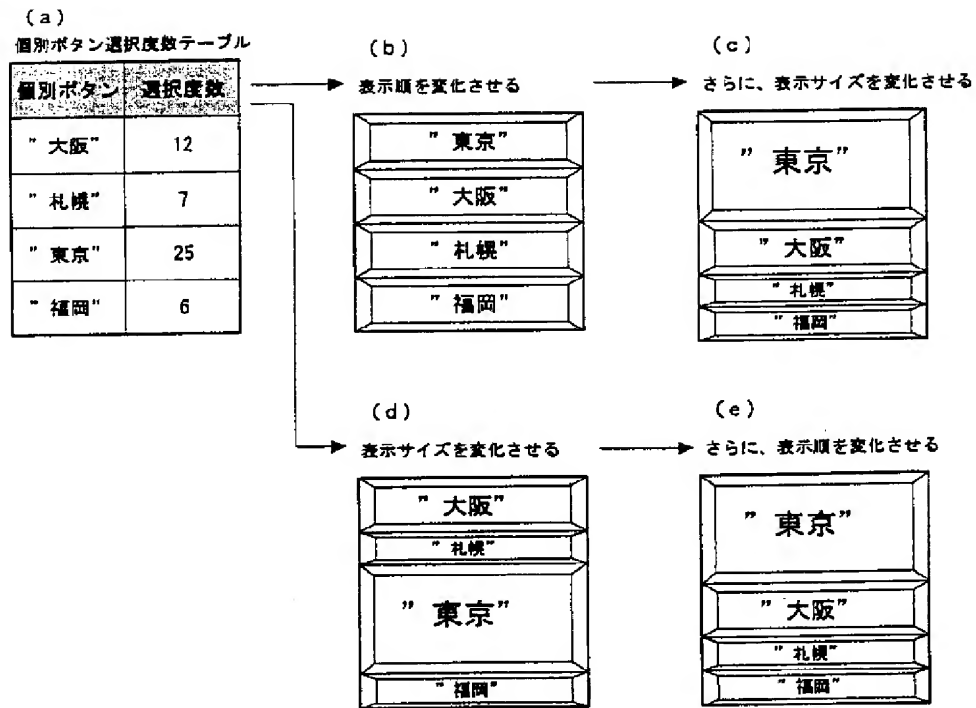 (a)
個別ボタン選択度数テーブル
個別ボタン 選択度数
”大阪” 12
”札幌” 7
”東京” 25
”福岡” 6
(b)
表示順を変化させる
”東京”
”大阪”
”札幌”
”福岡”
(c)
さらに、表示サイズを変化させる
”東京”
”大阪”
”札幌”
”福岡”
(d)
表示サイズを変化させる
”大阪”
”札幌”
”東京”
”福岡”
(e)
さらに、表示順を変化させる
”東京”
”大阪”
”札幌”
”福岡”